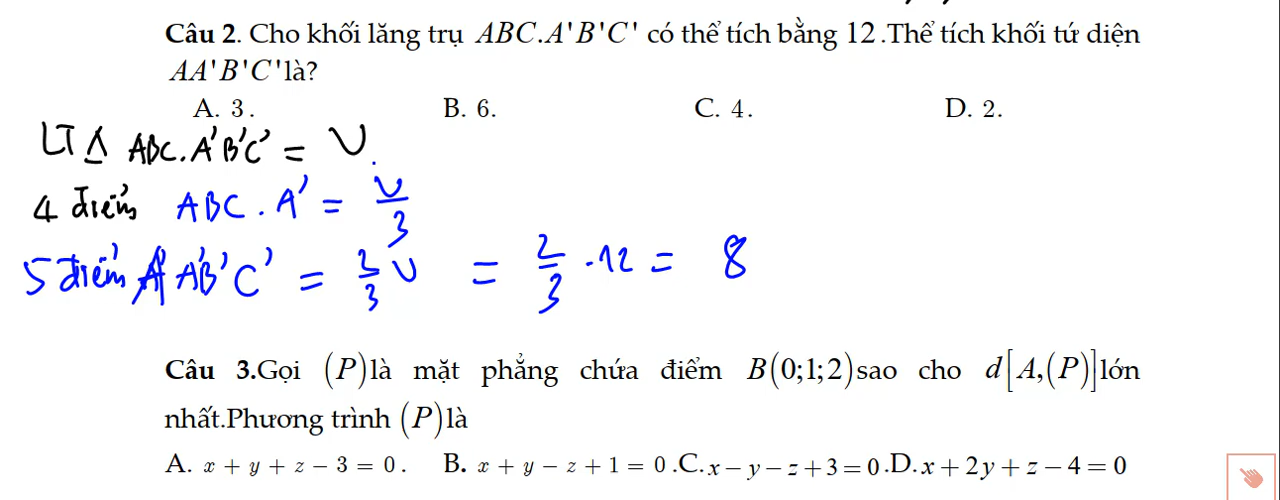 Câu 2. Cho khối lăng trụ ABC.A'B'C' có thể tích bằng 12.Thể tích khối tứ diện
AA'B'C'là?
A. 3. B. 6. C. 4. D. 2.
LT Δ ABC.A'B'C' = V.
4 điểm ABC.A' = V/3
5 điểm A'AB'C' = 2/3 V = 2/3 . 12 = 8
Câu 3.Gọi (P)là mặt phẳng chứa điểm B(0;1;2)sao cho d[A,(P)]lớn
nhất.Phương trình (P)là
A. x + y + z − 3 = 0. B. x + y − z + 1 = 0.C.x − y − z + 3 = 0.D.x + 2y + z − 4 = 0